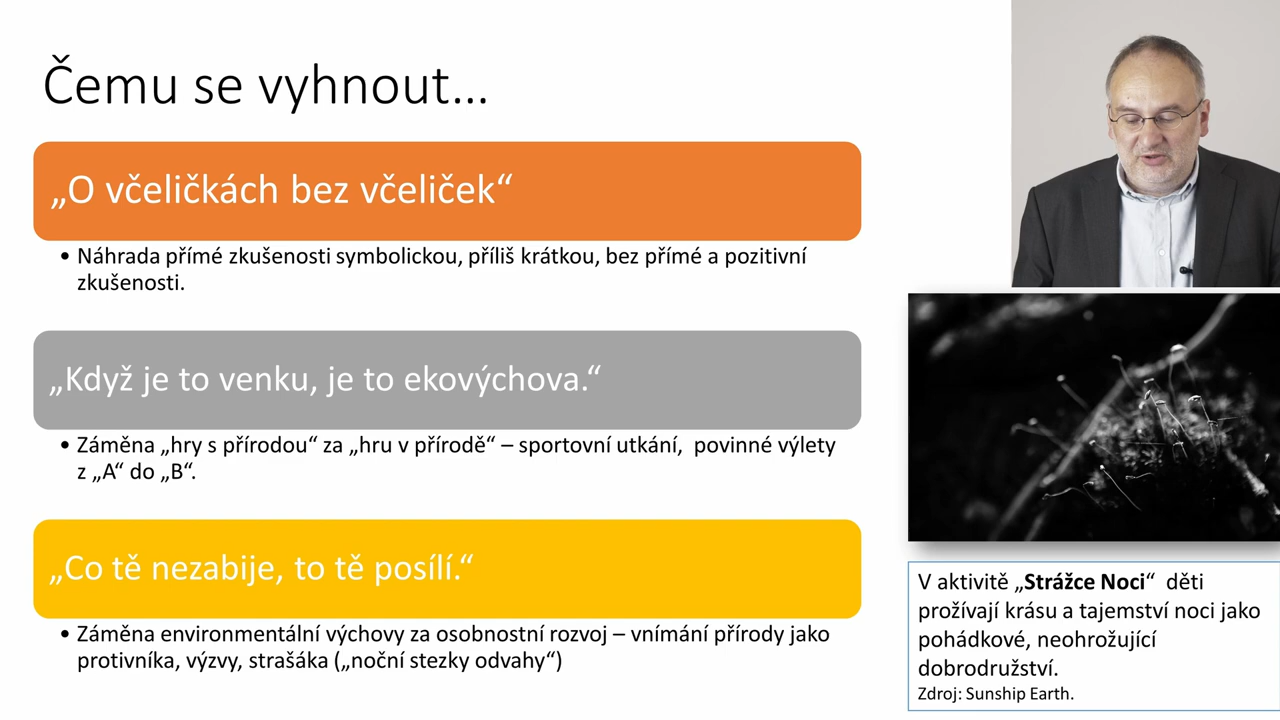 Čemu se vyhnout…
„O včeličkách bez včeliček“
• Náhrada přímé zkušenosti symbolickou, příliš krátkou, bez přímé a pozitivní
zkušenosti.
„Když je to venku, je to ekovýchova.“
• Záměna „hry s přírodou“ za „hru v přírodě“ – sportovní utkání, povinné výlety
z „A“ do „B“.
„Co tě nezabije, to tě posílí.“
• Záměna environmentální výchovy za osobnostní rozvoj – vnímání přírody jako
protivníka, výzvy, strašáka („noční stezky odvahy“)
V aktivitě „Strážce Noci“ děti
prožívají krásu a tajemství noci jako
pohádkové, neohrožující
dobrodružství.
Zdroj: Sunship Earth.